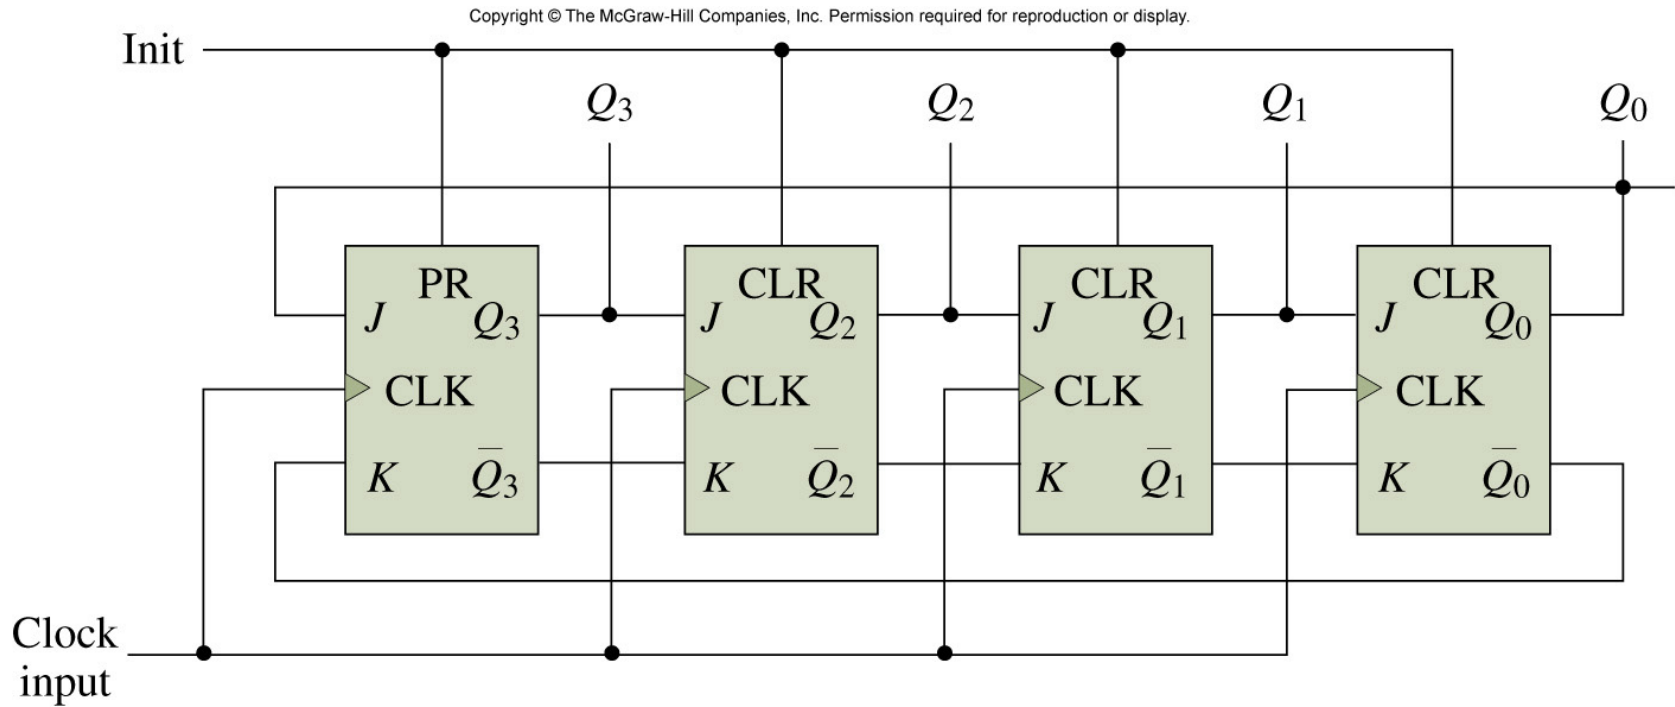 Copyright © The McGraw-Hill Companies, Inc. Permission required for reproduction or display.
Init
Q₃ Q₂ Q₁ Q₀
PR CLR CLR CLR
J Q₃ J Q₂ J Q₁ J Q₀
CLK CLK CLK CLK
K Q̅₃ K Q̅₂ K Q̅₁ K Q̅₀
Clock
input